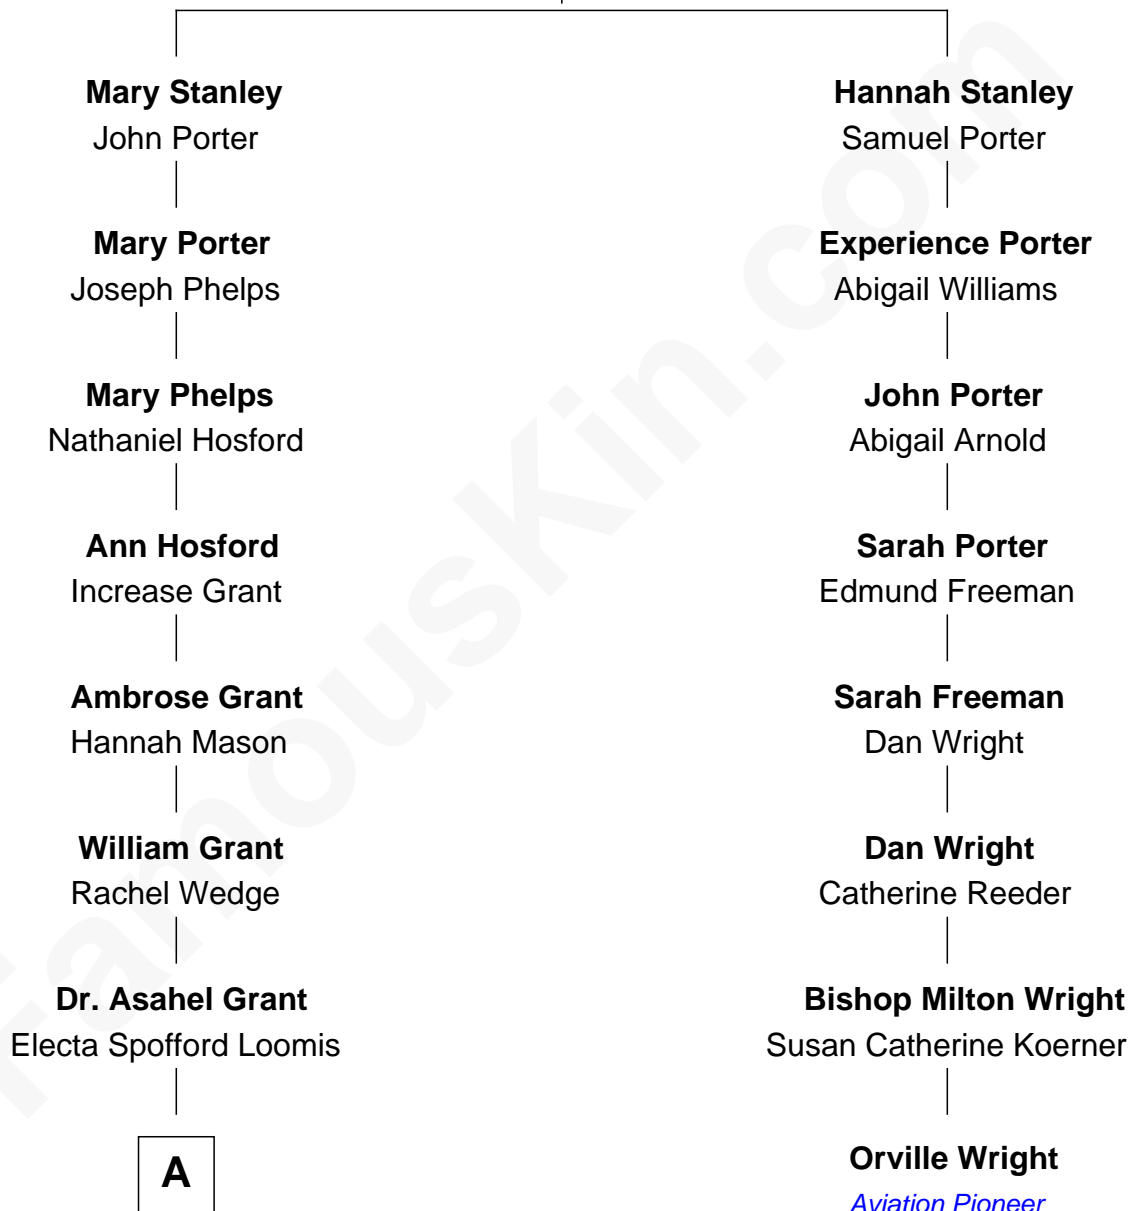 Mary Stanley
John Porter
Mary Porter
Joseph Phelps
Mary Phelps
Nathaniel Hosford
Ann Hosford
Increase Grant
Ambrose Grant
Hannah Mason
William Grant
Rachel Wedge
Dr. Asahel Grant
Electa Spofford Loomis
A
Hannah Stanley
Samuel Porter
Experience Porter
Abigail Williams
John Porter
Abigail Arnold
Sarah Porter
Edmund Freeman
Sarah Freeman
Dan Wright
Dan Wright
Catherine Reeder
Bishop Milton Wright
Susan Catherine Koerner
Orville Wright
Aviation Pioneer
FamousKin.com